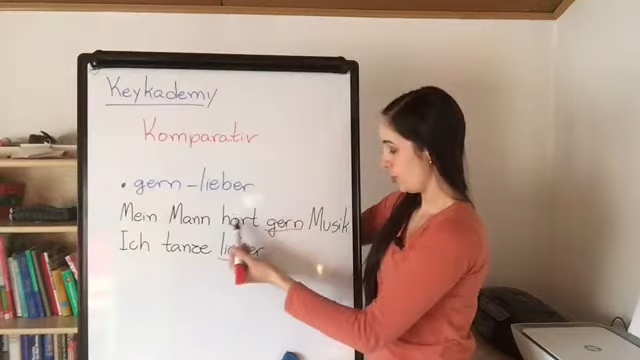 Keykademy
Komparativ
• gern - lieber
Mein Mann hört gern Musik
Ich tanze lieber